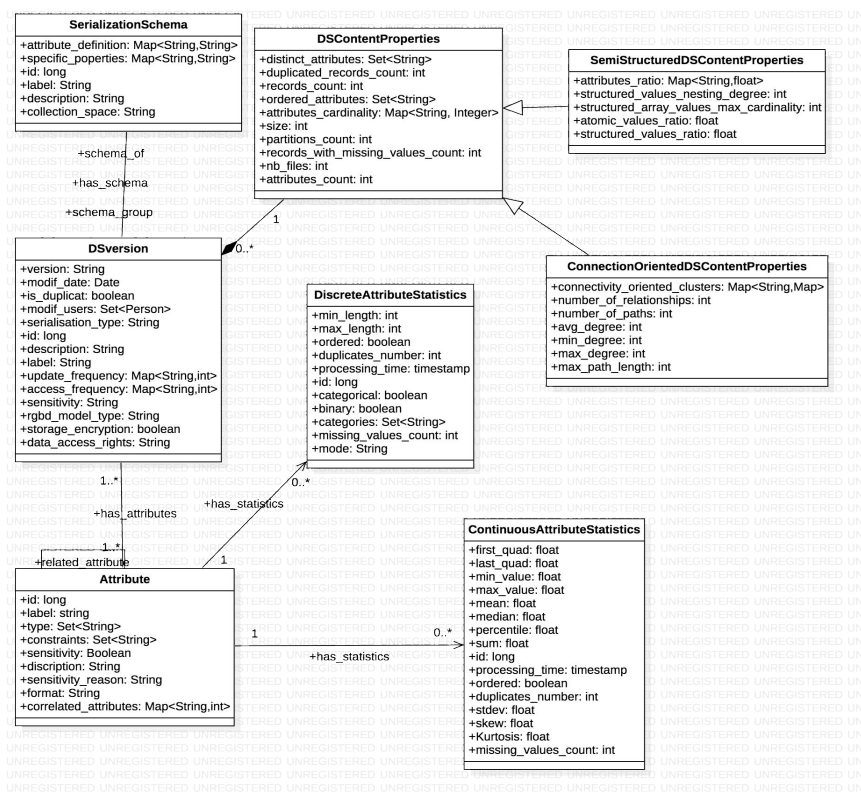 SerializationSchema
+attribute_definition: Map<String,String>
+specific_poperties: Map<String,String>
+id: long
+label: String
+description: String
+collection_space: String
DSContentProperties
+distinct_attributes: Set<String>
+duplicated_records_count: int
+records_count: int
+ordered_attributes: Set<String>
+attributes_cardinality: Map<String, Integer>
+size: int
+partitions_count: int
+records_with_missing_values_count: int
+nb_files: int
+attributes_count: int
SemiStructuredDSContentProperties
+attributes_ratio: Map<String,float>
+structured_values_nesting_degree: int
+structured_array_values_max_cardinality: int
+atomic_values_ratio: float
+structured_values_ratio: float
+schema_of
+has_schema
+schema_group
1
0..*
DSversion
+version: String
+modif_date: Date
+is_duplicat: boolean
+modif_users: Set<Person>
+serialisation_type: String
+id: long
+description: String
+label: String
+update_frequency: Map<String,int>
+access_frequency: Map<String,int>
+sensitivity: String
+rgbd_model_type: String
+storage_encryption: boolean
+data_access_rights: String
DiscreteAttributeStatistics
+min_length: int
+max_length: int
+ordered: boolean
+duplicates_number: int
+processing_time: timestamp
+id: long
+categorical: boolean
+binary: boolean
+categories: Set<String>
+missing_values_count: int
+mode: String
ConnectionOrientedDSContentProperties
+connectivity_oriented_clusters: Map<String,Map>
+number_of_relationships: int
+number_of_paths: int
+avg_degree: int
+min_degree: int
+max_degree: int
+max_path_length: int
1..*
+has_attributes
1..*
+related_attribute
0..*
+has_statistics
1
Attribute
+id: long
+label: string
+type: Set<String>
+constraints: Set<String>
+sensitivity: Boolean
+discription: String
+sensitivity_reason: String
+format: String
+correlated_attributes: Map<String,int>
1
0..*
+has_statistics
ContinuousAttributeStatistics
+first_quad: float
+last_quad: float
+min_value: float
+max_value: float
+mean: float
+median: float
+percentile: float
+sum: float
+id: long
+processing_time: timestamp
+ordered: boolean
+duplicates_number: int
+stdev: float
+skew: float
+Kurtosis: float
+missing_values_count: int